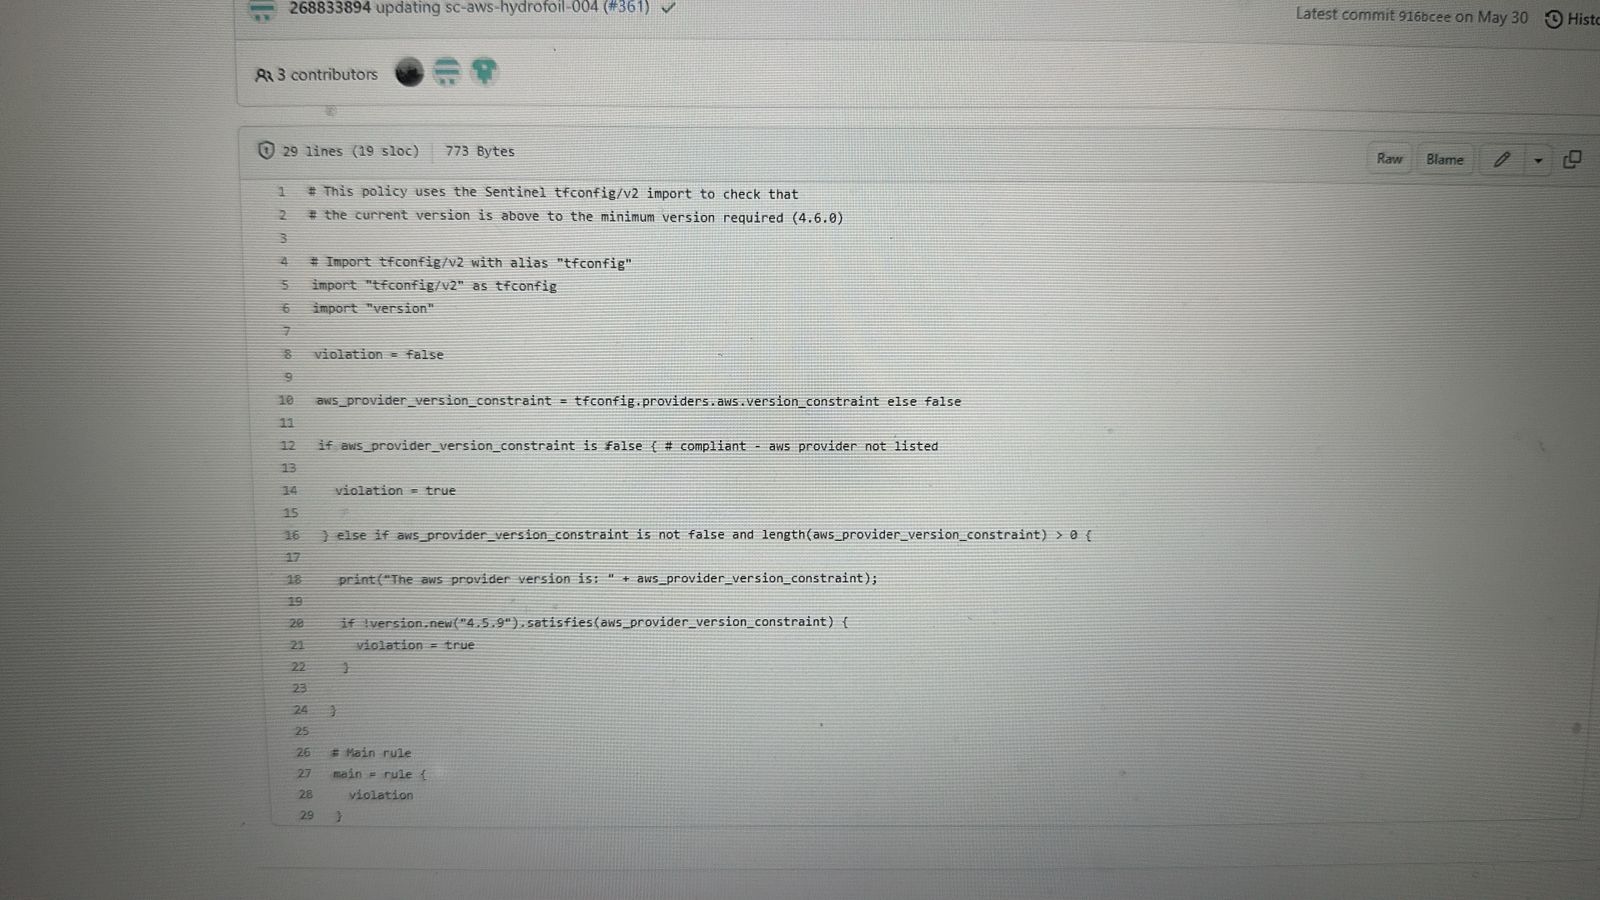 268833894 updating sc-aws-hydrofoil-004 (#361)
Latest commit 916bcee on May 30
3 contributors
29 lines (19 sloc) 773 Bytes
Raw Blame
1 # This policy uses the Sentinel tfconfig/v2 import to check that
2 # the current version is above to the minimum version required (4.6.0)
3
4 # Import tfconfig/v2 with alias "tfconfig"
5 import "tfconfig/v2" as tfconfig
6 import "version"
7
8 violation = false
9
10 aws_provider_version_constraint = tfconfig.providers.aws.version_constraint else false
11
12 if aws_provider_version_constraint is false { # compliant - aws provider not listed
13
14 violation = true
15
16 } else if aws_provider_version_constraint is not false and length(aws_provider_version_constraint) > 0 {
17
18 print("The aws provider version is: " + aws_provider_version_constraint);
19
20 if !version.new("4.5.9").satisfies(aws_provider_version_constraint) {
21 violation = true
22 }
23
24 }
25
26 # Main rule
27 main = rule {
28 violation
29 }